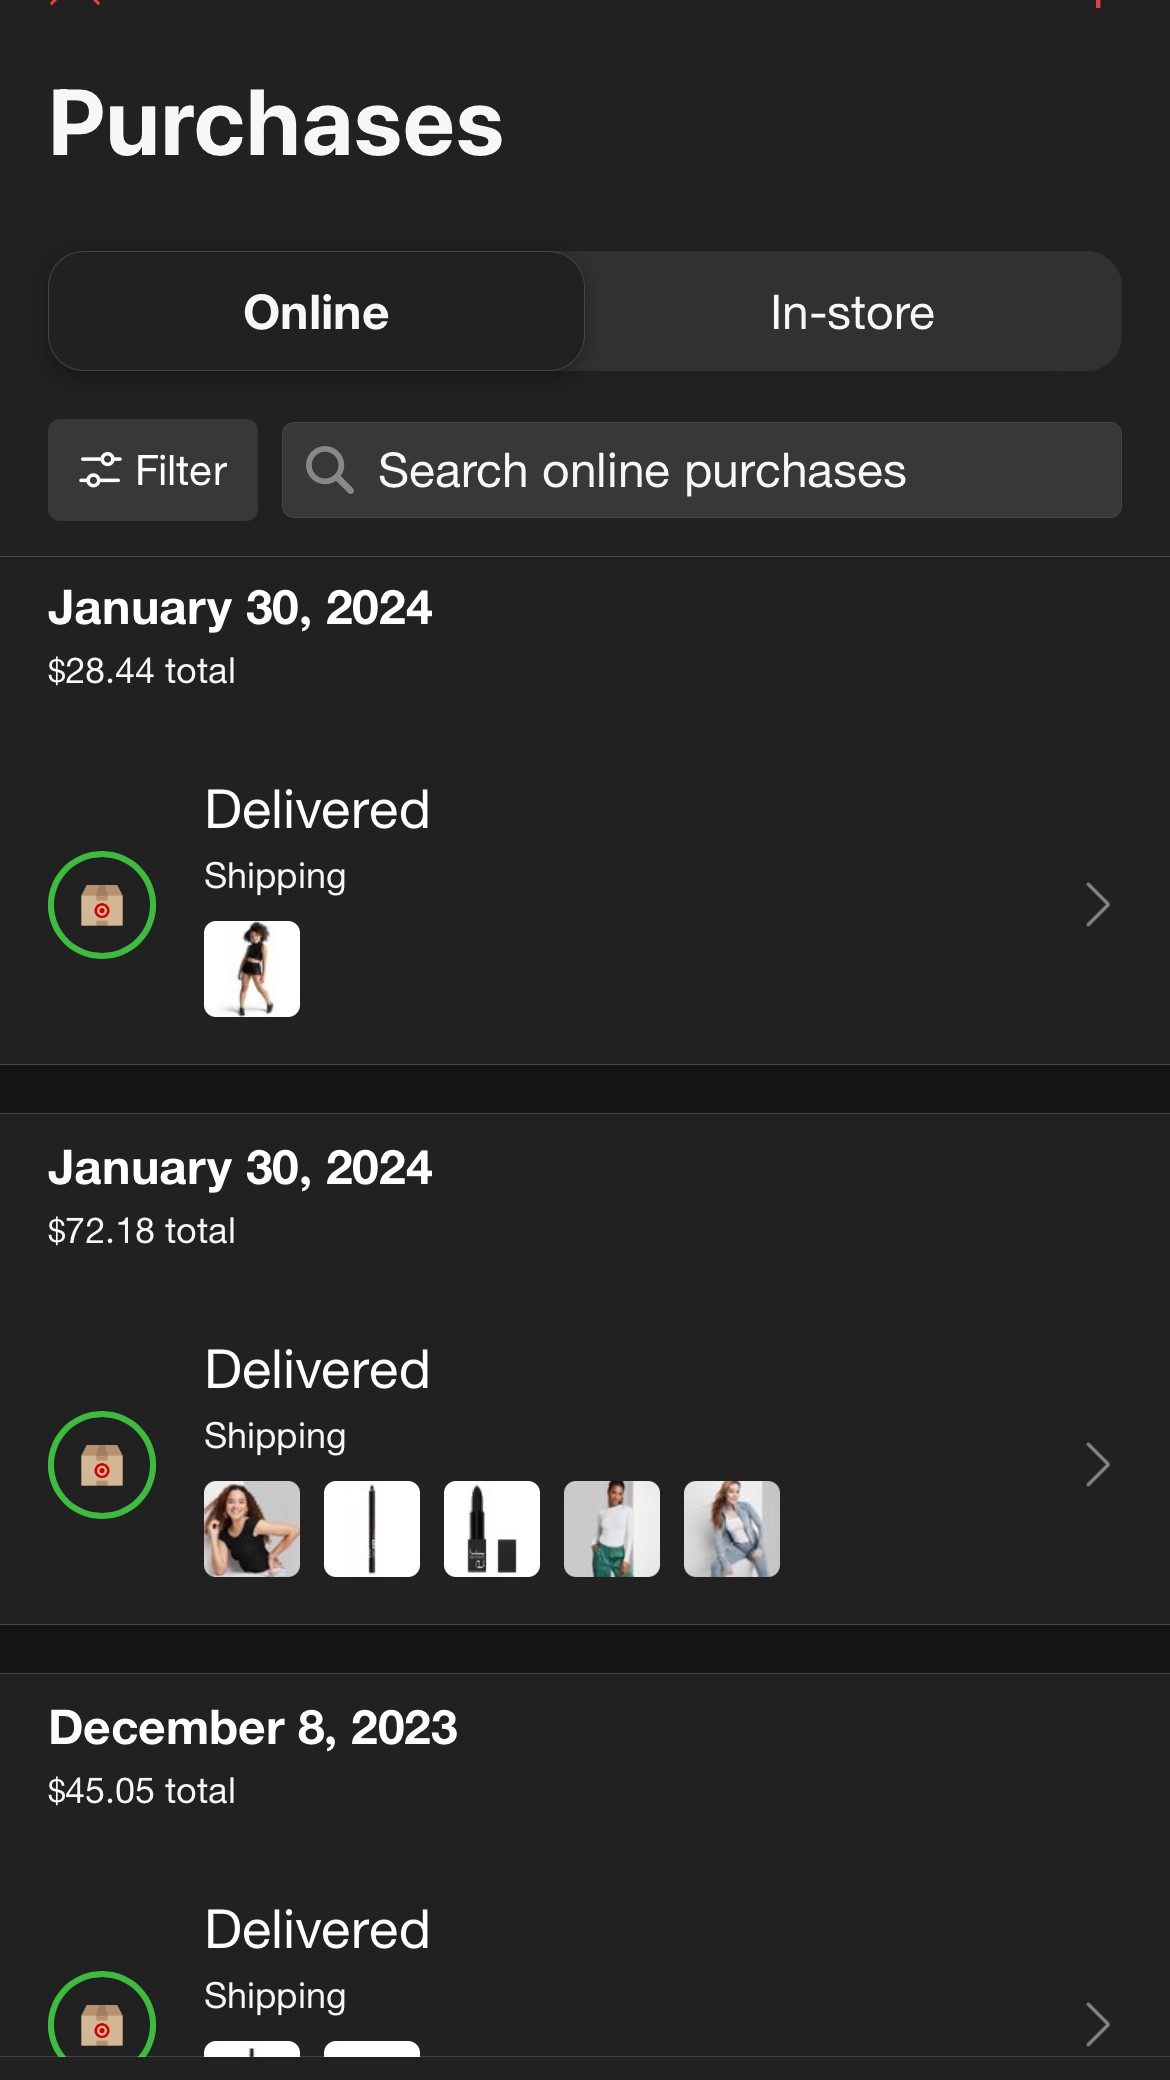 Purchases
Online
In-store
Filter
Search online purchases
January 30, 2024
$28.44 total
Delivered
Shipping
January 30, 2024
$72.18 total
Delivered
Shipping
e.l.f.
December 8, 2023
$45.05 total
Delivered
Shipping